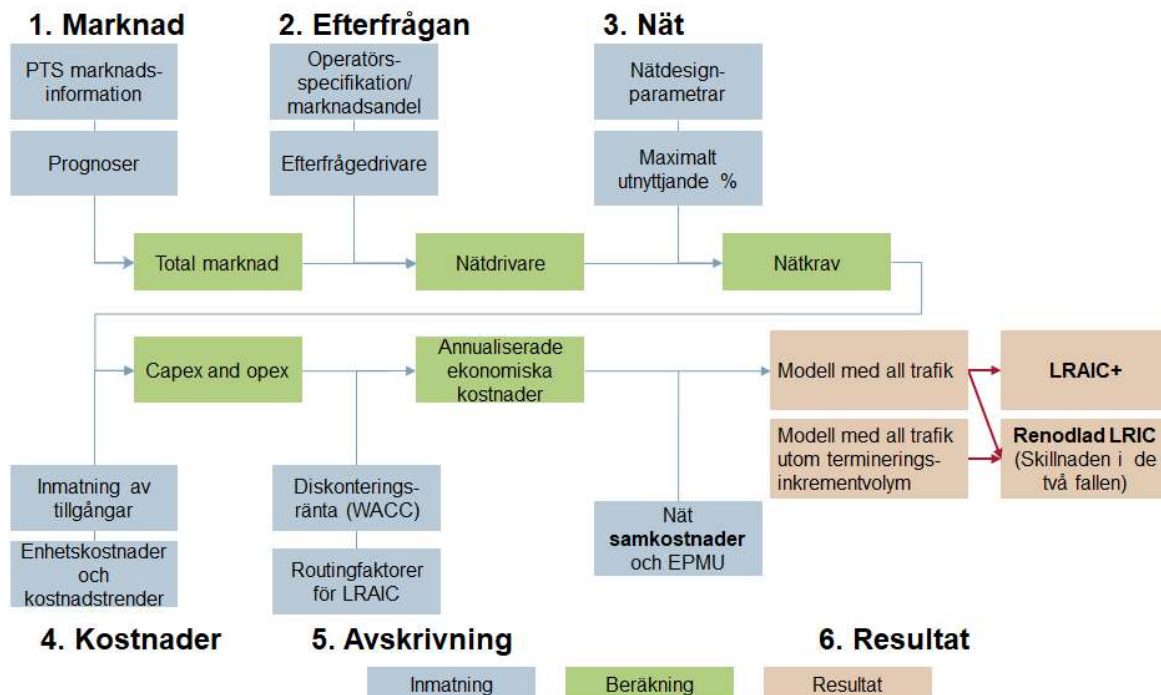 1. Marknad
2. Efterfrågan
3. Nät
PTS marknads-
information
Operatörs-
specifikation/
marknadsandel
Nätdesign-
parametrar
Prognoser
Efterfrågedrivare
Maximalt
utnyttjande %
Total marknad
Nätdrivare
Nätkrav
Capex and opex
Annualiserade
ekonomiska
kostnader
Modell med all trafik
LRAIC+
Modell med all trafik
utom terminerings-
inkrementvolym
Renodlad LRIC
(Skillnaden i de
två fallen)
Inmatning av
tillgångar
Diskonterings-
ränta (WACC)
Nät
samkostnader
och EPMU
Enhetskostnader
och
kostnadstrender
Routingfaktorer
för LRAIC
4. Kostnader
5. Avskrivning
6. Resultat
Inmatning
Beräkning
Resultat